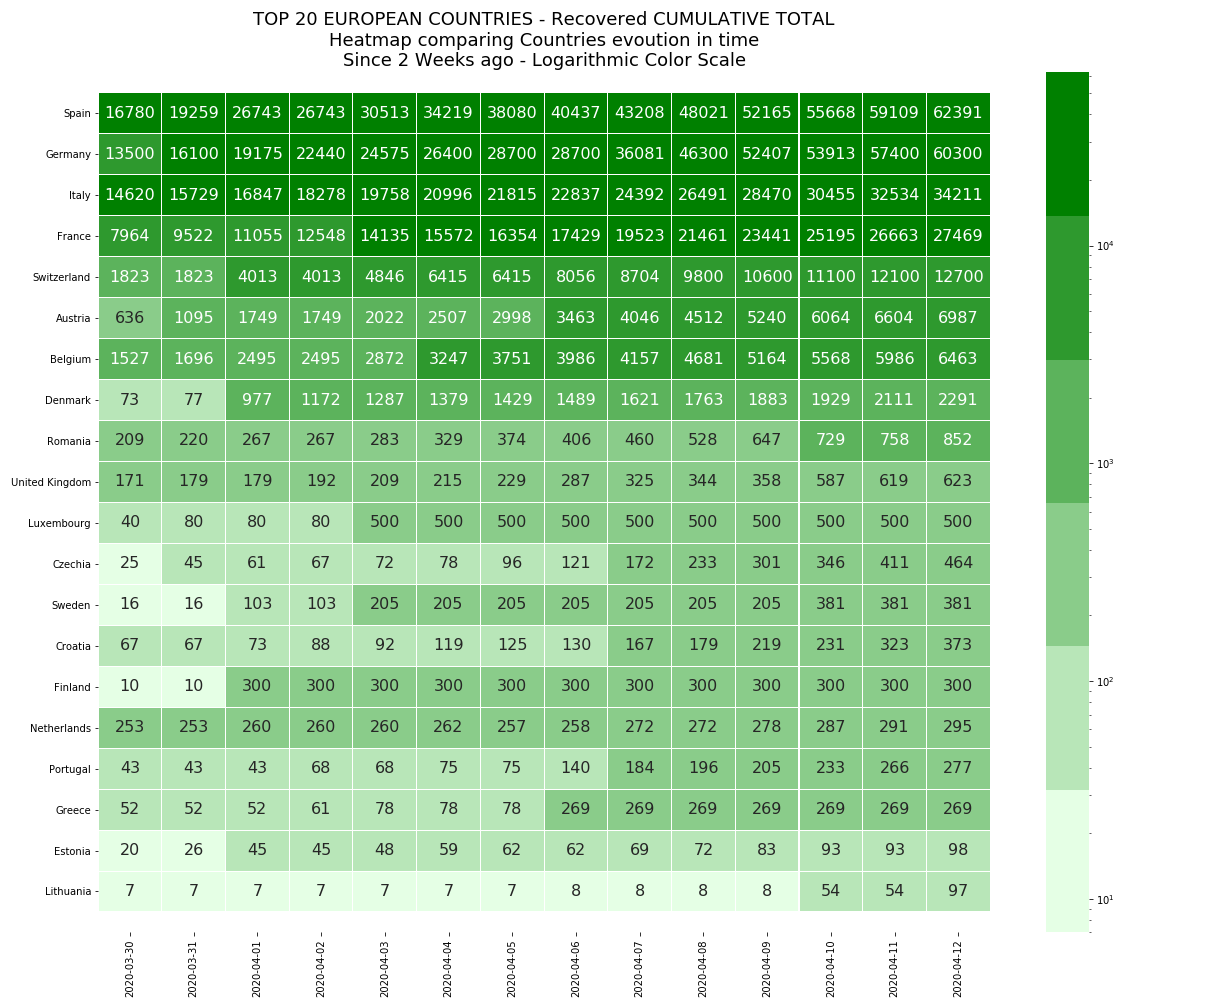 TOP 20 EUROPEAN COUNTRIES - Recovered CUMULATIVE TOTAL
Heatmap comparing Countries evoution in time
Since 2 Weeks ago - Logarithmic Color Scale
Spain 16780 19259 26743 26743 30513 34219 38080 40437 43208 48021 52165 55668 59109 62391
Germany 13500 16100 19175 22440 24575 26400 28700 28700 36081 46300 52407 53913 57400 60300
Italy 14620 15729 16847 18278 19758 20996 21815 22837 24392 26491 28470 30455 32534 34211
France 7964 9522 11055 12548 14135 15572 16354 17429 19523 21461 23441 25195 26663 27469
Switzerland 1823 1823 4013 4013 4846 6415 6415 8056 8704 9800 10600 11100 12100 12700
Austria 636 1095 1749 1749 2022 2507 2998 3463 4046 4512 5240 6064 6604 6987
Belgium 1527 1696 2495 2495 2872 3247 3751 3986 4157 4681 5164 5568 5986 6463
Denmark 73 77 977 1172 1287 1379 1429 1489 1621 1763 1883 1929 2111 2291
Romania 209 220 267 267 283 329 374 406 460 528 647 729 758 852
United Kingdom 171 179 179 192 209 215 229 287 325 344 358 587 619 623
Luxembourg 40 80 80 80 500 500 500 500 500 500 500 500 500 500
Czechia 25 45 61 67 72 78 96 121 172 233 301 346 411 464
Sweden 16 16 103 103 205 205 205 205 205 205 205 381 381 381
Croatia 67 67 73 88 92 119 125 130 167 179 219 231 323 373
Finland 10 10 300 300 300 300 300 300 300 300 300 300 300 300
Netherlands 253 253 260 260 260 262 257 258 272 272 278 287 291 295
Portugal 43 43 43 68 68 75 75 140 184 196 205 233 266 277
Greece 52 52 52 61 78 78 78 269 269 269 269 269 269 269
Estonia 20 26 45 45 48 59 62 62 69 72 83 93 93 98
Lithuania 7 7 7 7 7 7 7 8 8 8 8 54 54 97
2020-03-30 2020-03-31 2020-04-01 2020-04-02 2020-04-03 2020-04-04 2020-04-05 2020-04-06 2020-04-07 2020-04-08 2020-04-09 2020-04-10 2020-04-11 2020-04-12
10⁴
10³
10²
10¹